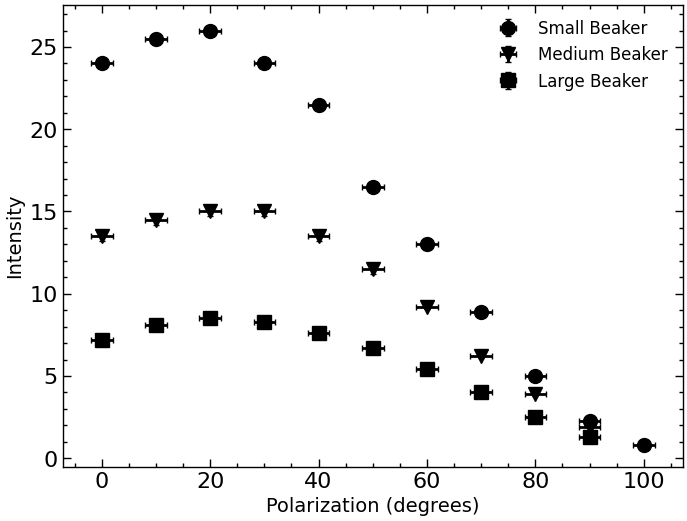 Small Beaker
Medium Beaker
Large Beaker
25
20
15
10
5
0
Intensity
0 20 40 60 80 100
Polarization (degrees)